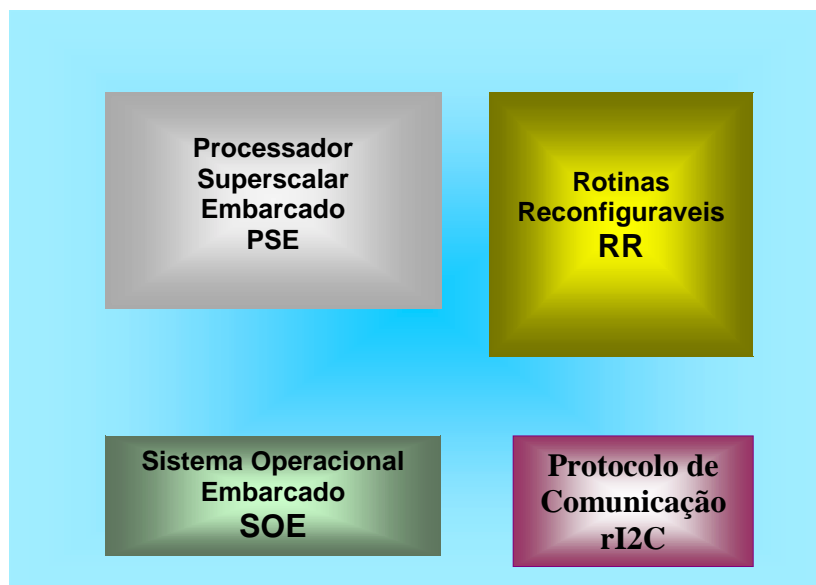 Processador
Superscalar
Embarcado
PSE
Rotinas
Reconfiguraveis
RR
Sistema Operacional
Embarcado
SOE
Protocolo de
Comunicação
rI2C